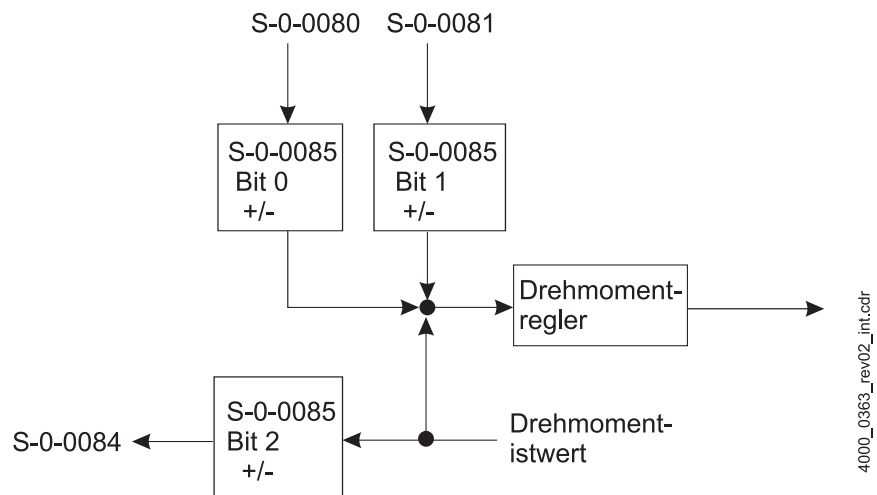 S-0-0080 S-0-0081
S-0-0085
Bit 0
+/-
S-0-0085
Bit 1
+/-
Drehmoment-
regler
S-0-0084
S-0-0085
Bit 2
+/-
Drehmoment-
istwert
4000_0363_rev02_int.cdr